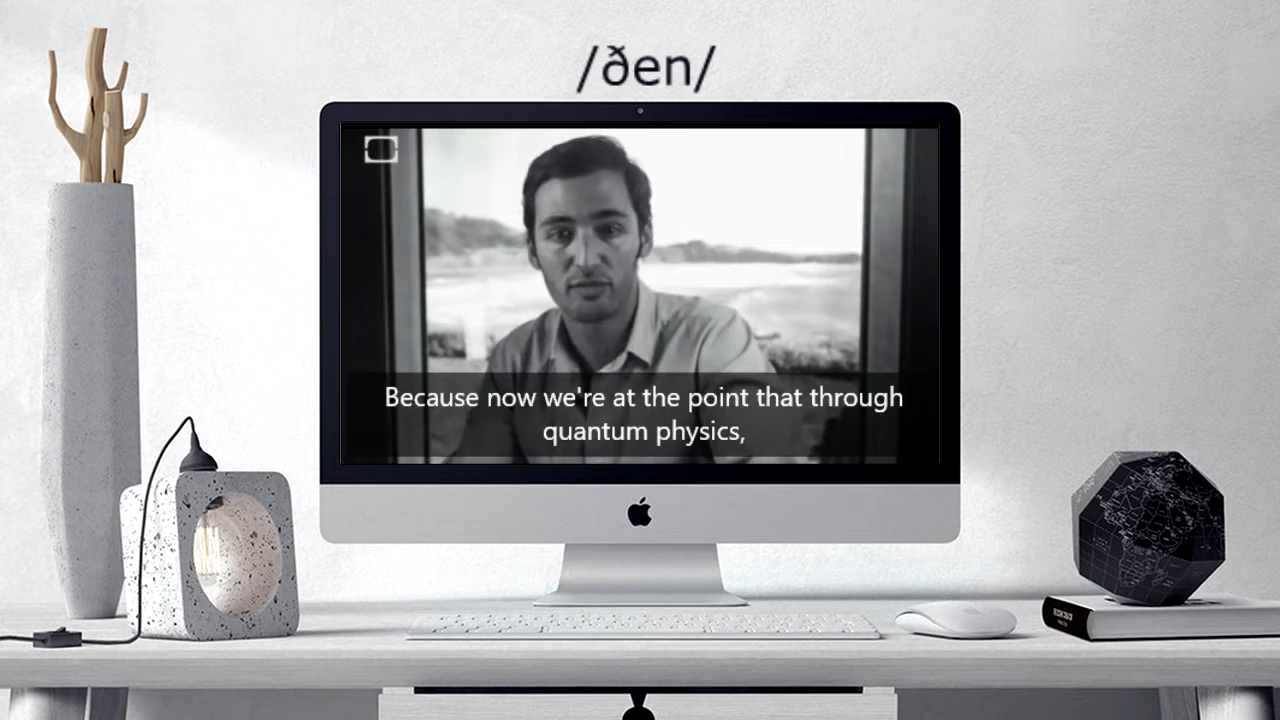 /ðen/
Because now we're at the point that through
quantum physics,